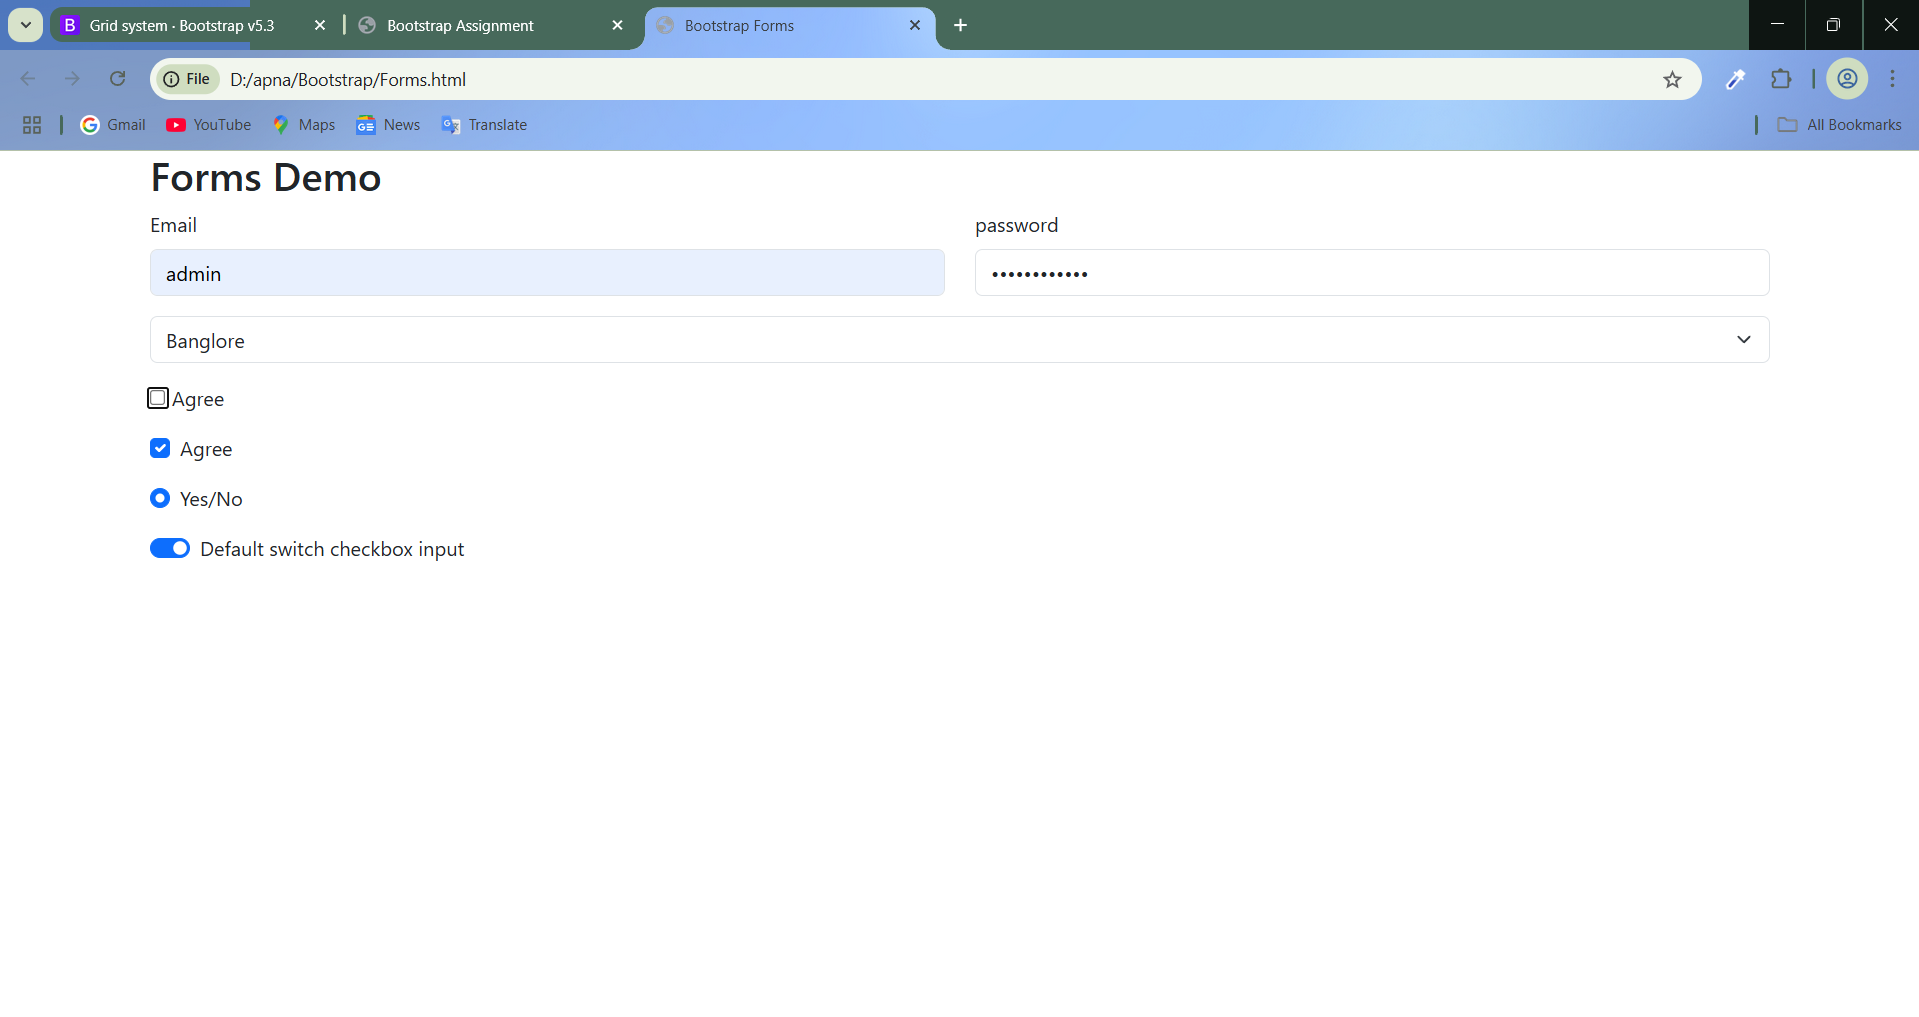 Grid system · Bootstrap v5.3
Bootstrap Assignment
Bootstrap Forms
File D:/apna/Bootstrap/Forms.html
Gmail YouTube Maps News Translate All Bookmarks
Forms Demo
Email password
admin ••••••••••••
Banglore
Agree
Agree
Yes/No
Default switch checkbox input